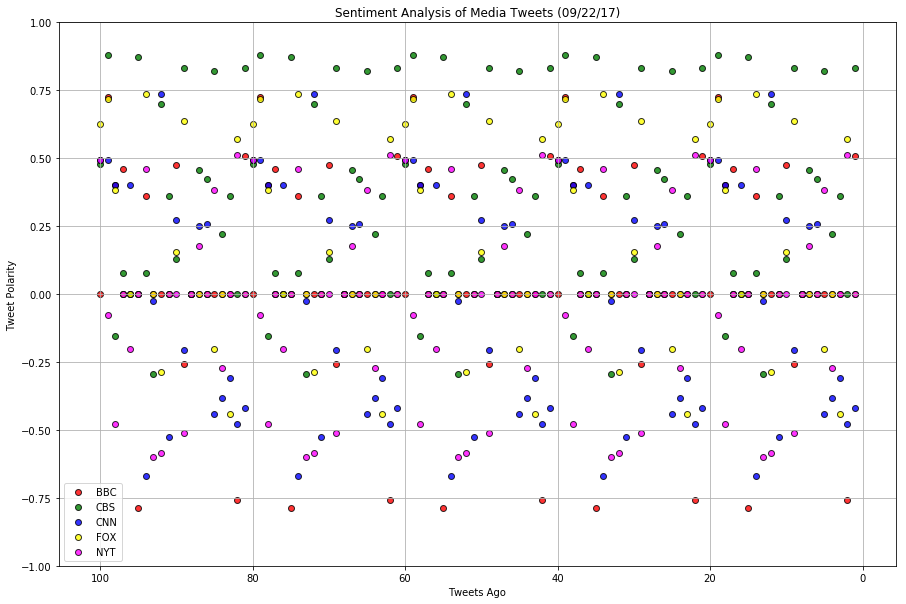 Sentiment Analysis of Media Tweets (09/22/17)
1.00
0.75
0.50
0.25
0.00
−0.25
−0.50
−0.75
−1.00
Tweet Polarity
BBC
CBS
CNN
FOX
NYT
100 80 60 40 20 0
Tweets Ago